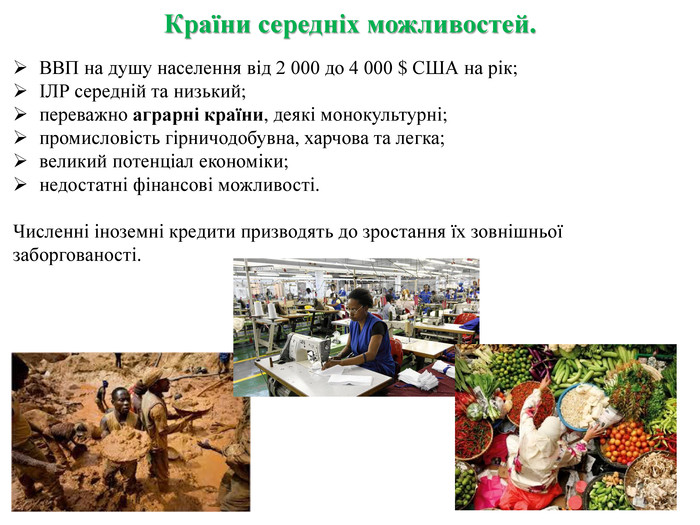 Країни середніх можливостей.
➢ ВВП на душу населення від 2 000 до 4 000 $ США на рік;
➢ ІЛР середній та низький;
➢ переважно аграрні країни, деякі монокультурні;
➢ промисловість гірничодобувна, харчова та легка;
➢ великий потенціал економіки;
➢ недостатні фінансові можливості.
Численні іноземні кредити призводять до зростання їх зовнішньої
заборгованості.